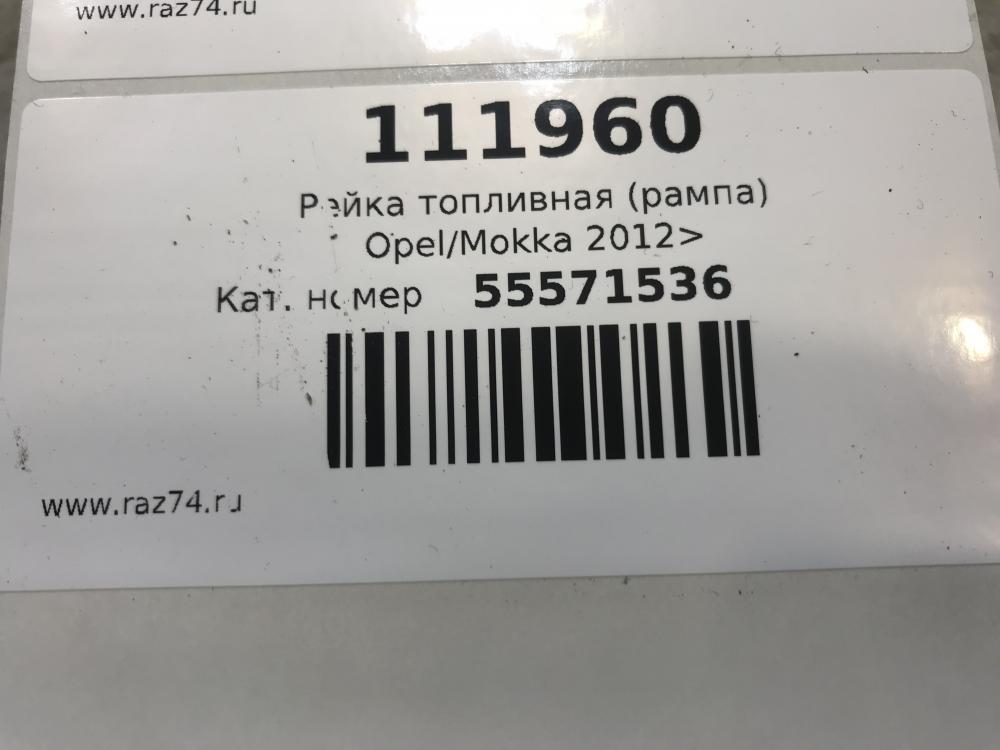 www.raz74.ru
111960
Рейка топливная (рампа)
Opel/Mokka 2012>
Кат. номер 55571536
www.raz74.ru